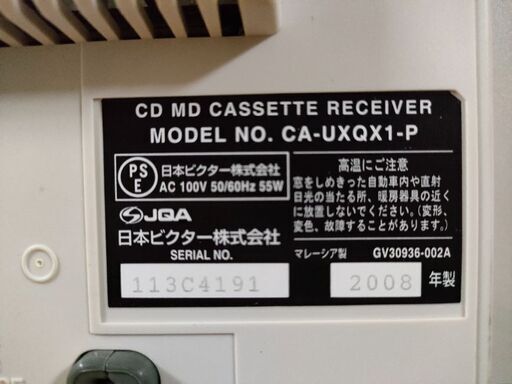 CD MD CASSETTE RECEIVER
MODEL NO. CA-UXQX1-P
PS
E
日本ビクター株式会社
AC 100V 50/60Hz 55W
JQA
日本ビクター株式会社
SERIAL NO.
113C4191
高温にご注意
窓をしめきった自動車内や直射
日光の当たる所、暖房器具の近く
に放置しないでください。(変形、
変色、故障することがあります。)
マレーシア製 GV30936-002A
2008 年製